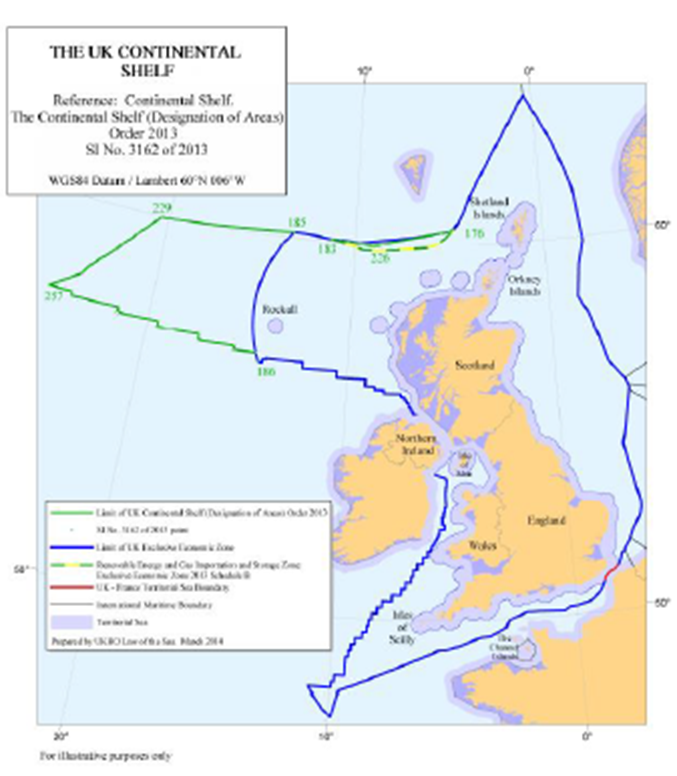 THE UK CONTINENTAL
SHELF
Reference: Continental Shelf.
The Continental Shelf (Designation of Areas)
Order 2013
SI No. 3162 of 2013
WGS84 Datum / Lambert 60°N 006°W
10°
0°
Shetland
Islands
229
185
183
226
176
60°
257
Orkney
Islands
Rockall
186
Scotland
Northern
Ireland
Isle
of
Man
England
Wales
Limit of UK Continental Shelf (Designation of Areas) Order 2013
SI No. 3162 of 2013 point
Limit of UK Exclusive Economic Zone
Renewable Energy and Gas Importation and Storage Zone
Exclusive Economic Zone 2013 Schedule B
UK - France Territorial Sea Boundary
International Maritime Boundary
Territorial Sea
Prepared by UKHO Law of the Sea. March 2014
50°
50°
Isles
of
Scilly
The
Channel
Islands
20°
10°
0°
For illustrative purposes only